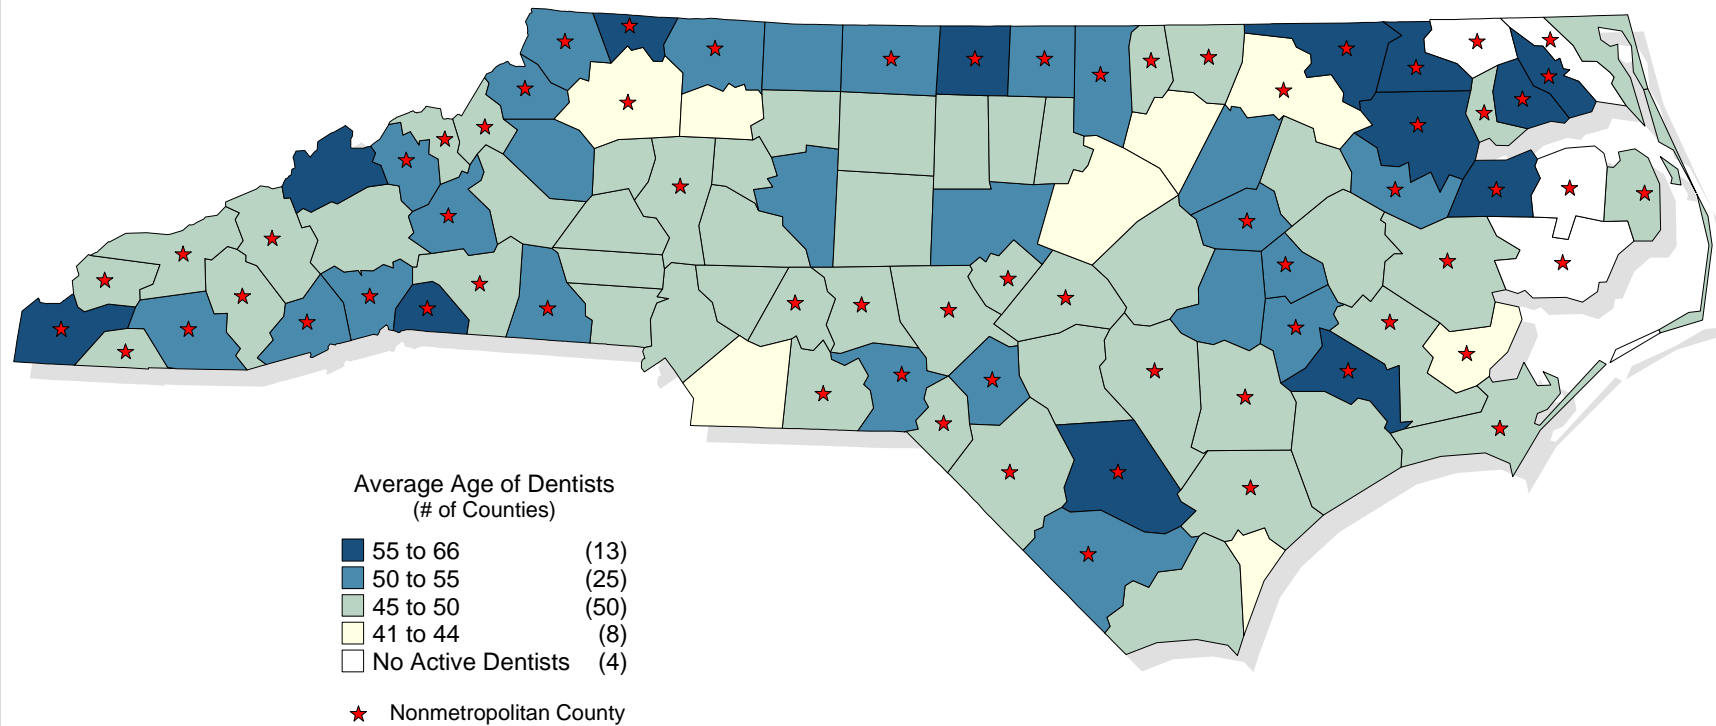 Average Age of Dentists
(# of Counties)
55 to 66 (13)
50 to 55 (25)
45 to 50 (50)
41 to 44 (8)
No Active Dentists (4)
Nonmetropolitan County